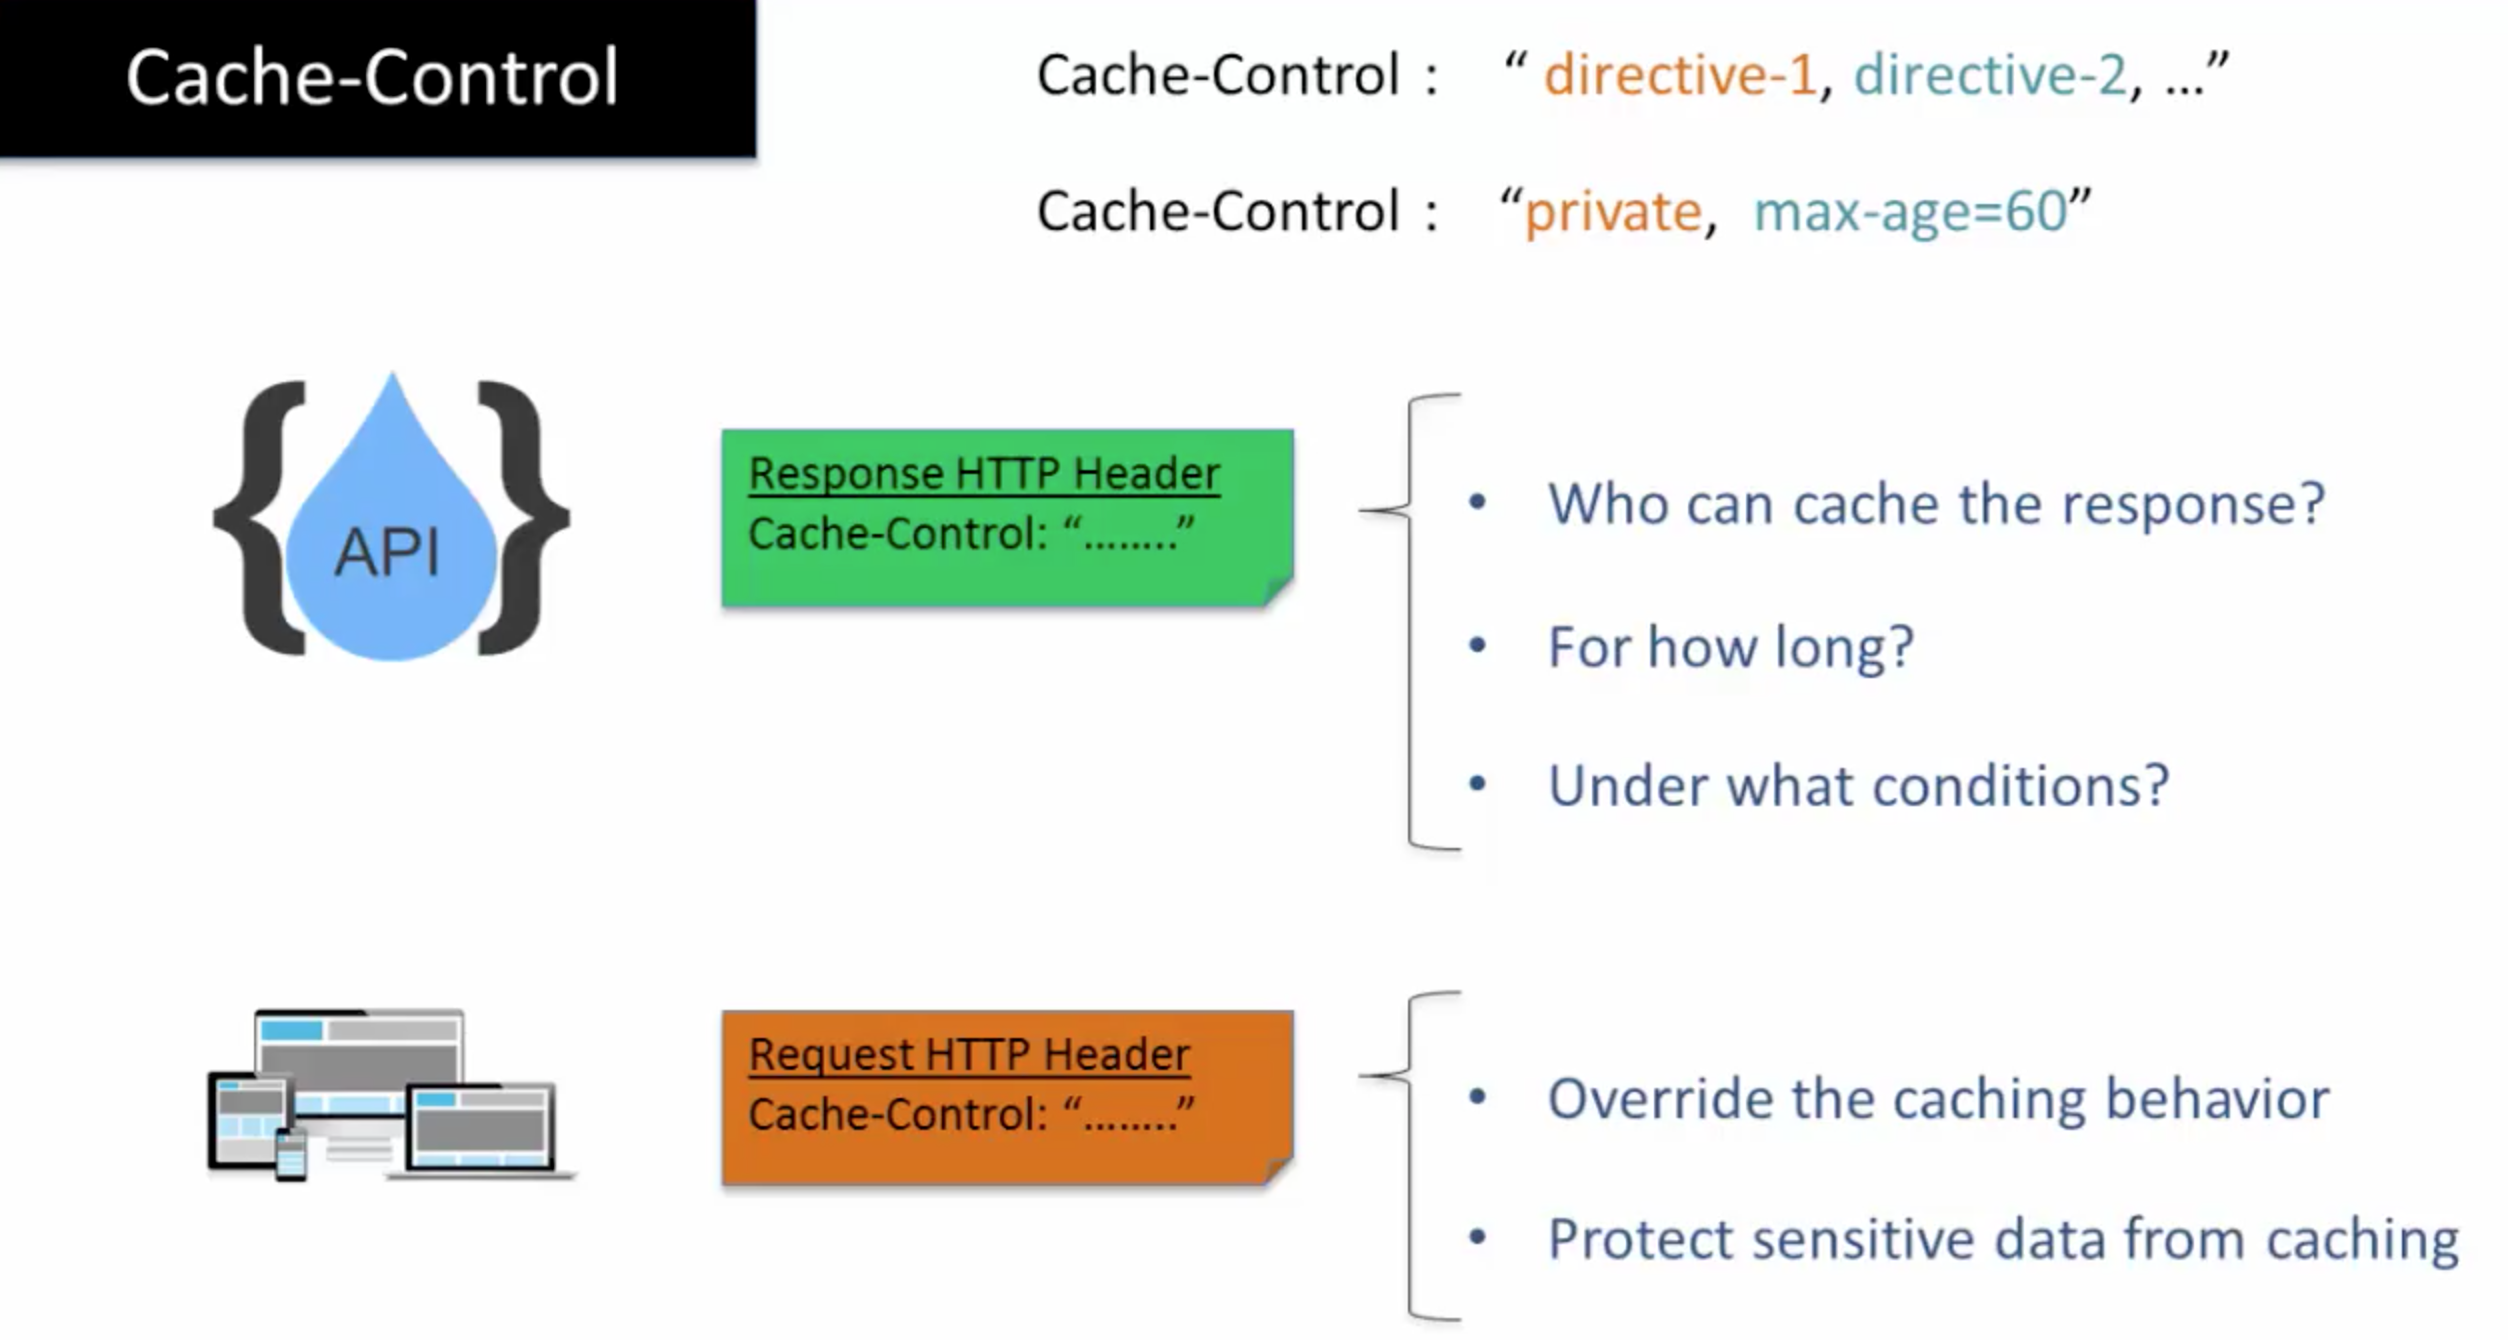 Cache-Control
Cache-Control : “ directive-1, directive-2, ...”
Cache-Control : “private, max-age=60”
API
Response HTTP Header
Cache-Control: “........”
• Who can cache the response?
• For how long?
• Under what conditions?
Request HTTP Header
Cache-Control: “........”
• Override the caching behavior
• Protect sensitive data from caching